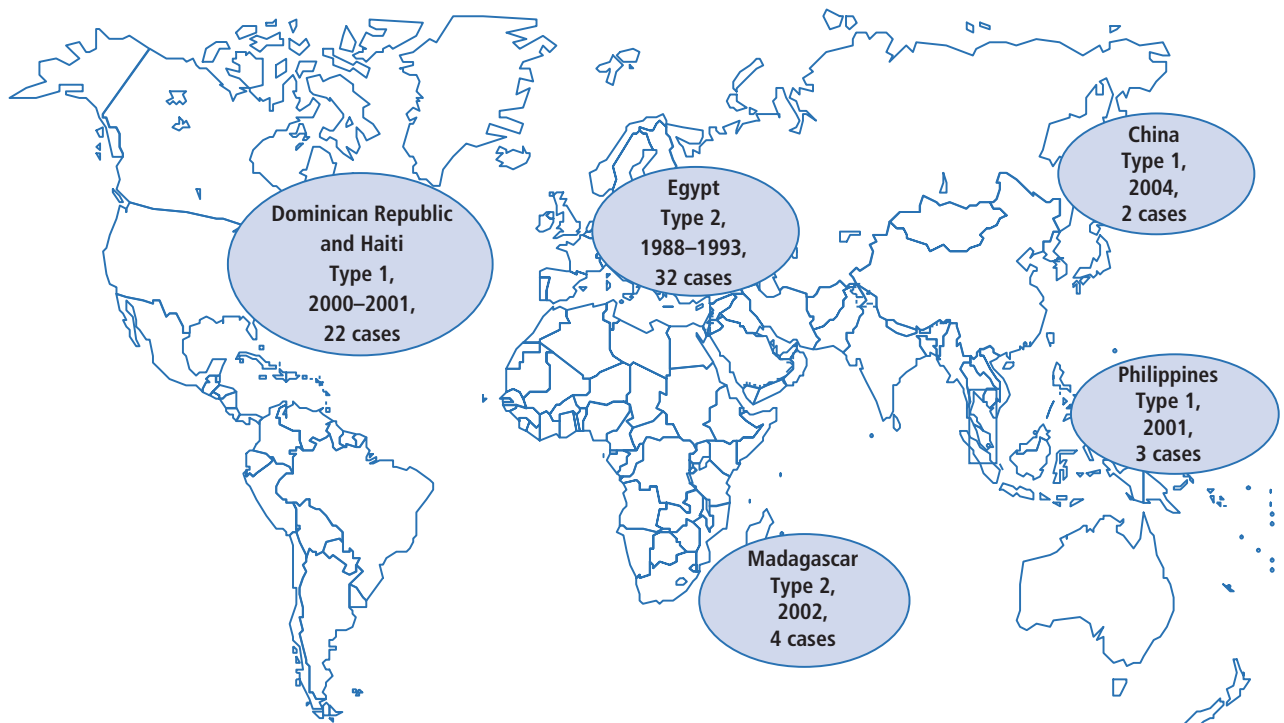 Dominican Republic
and Haiti
Type 1,
2000–2001,
22 cases
Egypt
Type 2,
1988–1993,
32 cases
China
Type 1,
2004,
2 cases
Philippines
Type 1,
2001,
3 cases
Madagascar
Type 2,
2002,
4 cases